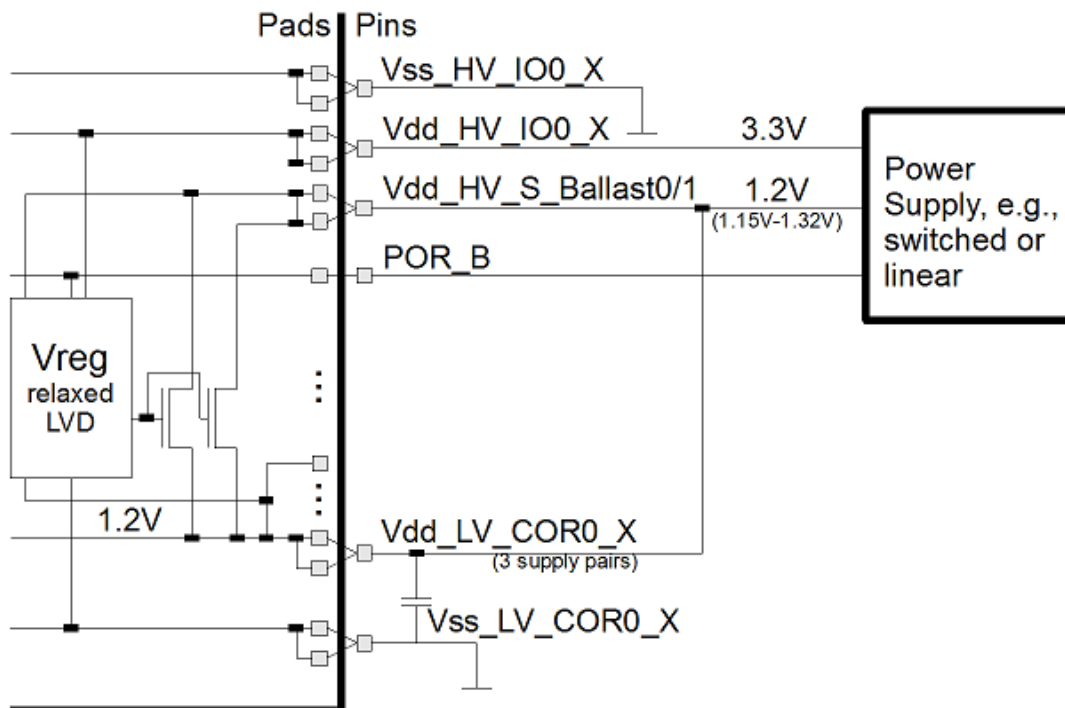 Pads Pins
Vss_HV_IO0_X
Vdd_HV_IO0_X 3.3V
Vdd_HV_S_Ballast0/1 1.2V
(1.15V-1.32V)
POR_B
Power
Supply, e.g.,
switched or
linear
Vreg
relaxed
LVD
...
...
1.2V
Vdd_LV_COR0_X
(3 supply pairs)
Vss_LV_COR0_X